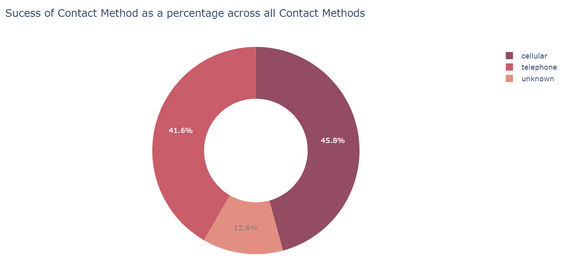 Sucess of Contact Method as a percentage across all Contact Methods
cellular
telephone
unknown
41.6%
45.8%
12.6%